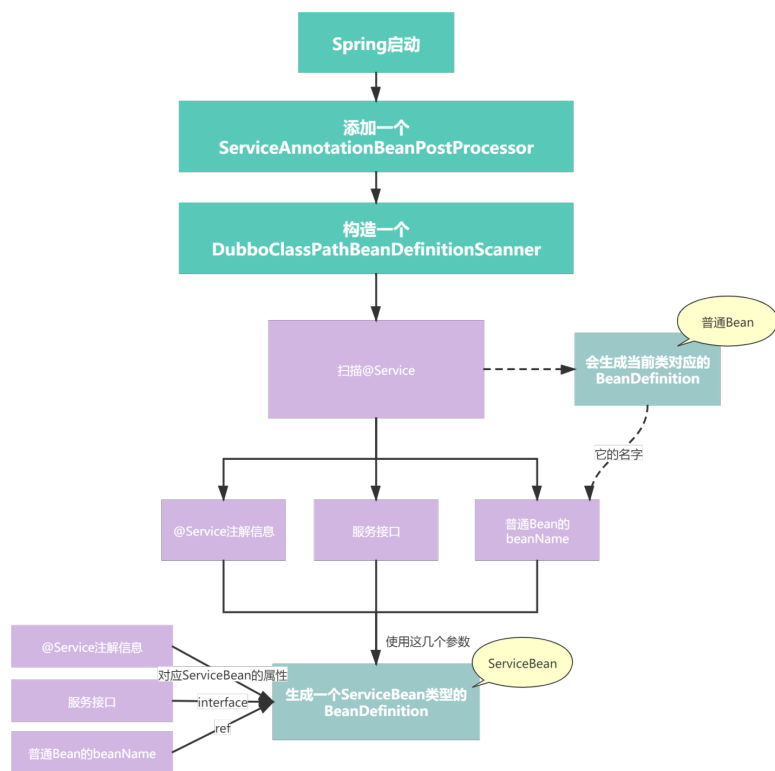 Spring启动
添加一个
ServiceAnnotationBeanPostProcessor
构造一个
DubboClassPathBeanDefinitionScanner
普通Bean
扫描@Service
会生成当前类对应的
BeanDefinition
它的名字
@Service注解信息
服务接口
普通Bean的
beanName
使用这几个参数
@Service注解信息
ServiceBean
对应ServiceBean的属性
服务接口
interface
生成一个ServiceBean类型的
BeanDefinition
ref
普通Bean的beanName